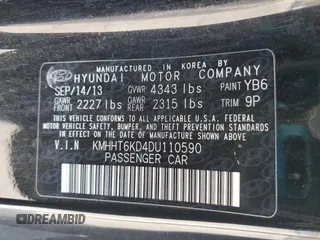 MANUFACTURED IN KOREA BY
HYUNDAI MOTOR COMPANY
SEP/14/13 GVWR 4343 lbs PAINT YB6
GAWR FRONT 2227 lbs GAWR REAR 2315 lbs TRIM 9P
THIS VEHICLE CONFORMS TO ALL APPLICABLE
U.S. FEDERAL MOTOR VEHICLE SAFETY, BUMPER,
AND THEFT PREVENTION STANDARDS IN EFFECT
ON THE DATE OF MANUFACTURE SHOWN ABOVE.
V.I.N KMHHT6KD4DU110590
PASSENGER CAR
DREAMBID